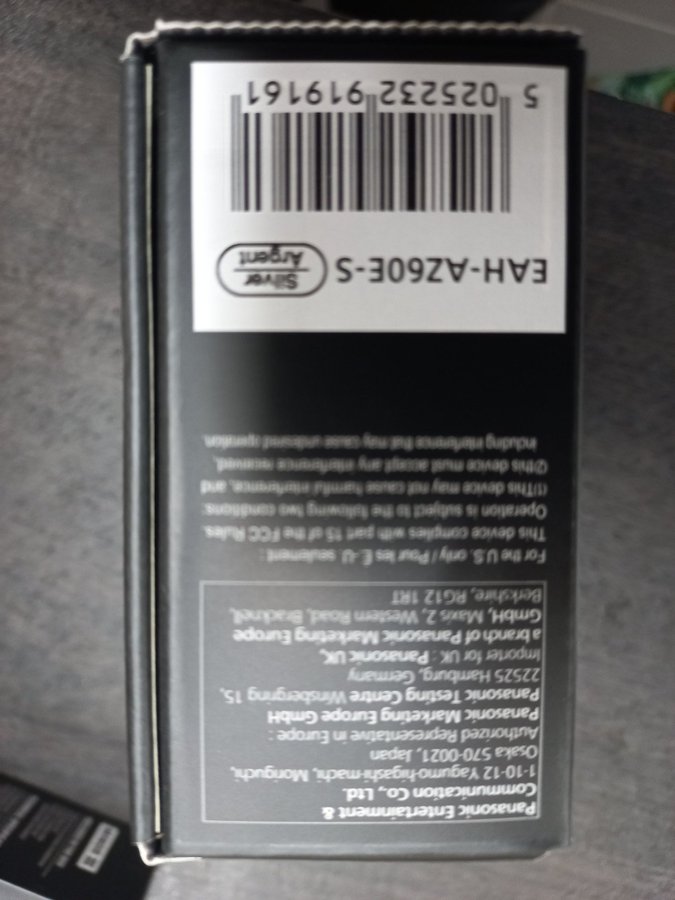 Panasonic Entertainment &
Communication Co., Ltd.
1-10-12 Yagumo-higashi-machi, Moriguchi,
Osaka 570-0021, Japan
Authorized Representative in Europe :
Panasonic Marketing Europe GmbH
Panasonic Testing Centre Winsbergring 15,
22525 Hamburg, Germany
Importer for UK : Panasonic UK,
a branch of Panasonic Marketing Europe
GmbH, Maxis 2, Western Road, Bracknell,
Berkshire, RG12 1RT
For the U.S. only / Pour les É.-U. seulement :
This device complies with part 15 of the FCC Rules.
Operation is subject to the following two conditions:
(1)This device may not cause harmful interference, and
(2)this device must accept any interference received,
including interference that may cause undesired operation.
EAH-AZ60E-S
Silver
Argent
5 025232 919161